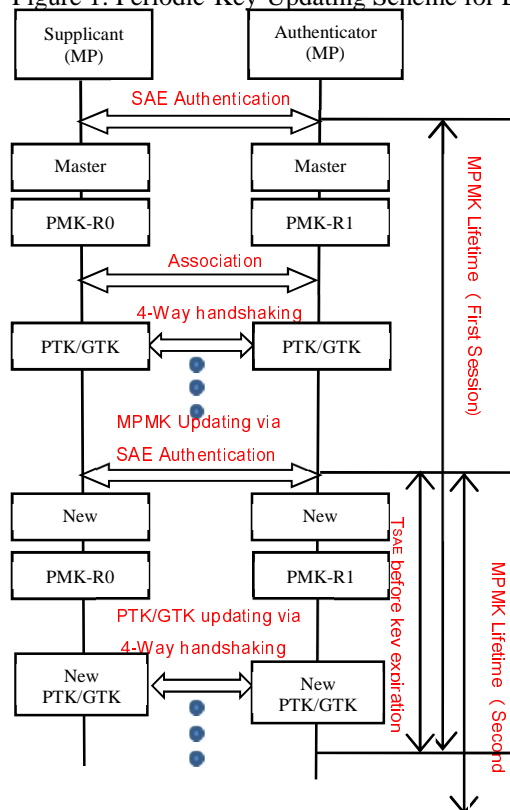 Figure 1: Periodic Key Updating Scheme for
Supplicant
(MP)
Authenticator
(MP)
SAE Authentication
Master
Master
PMK-R0
PMK-R1
Association
4-Way handshaking
PTK/GTK
PTK/GTK
MPMK Updating via
SAE Authentication
New
New
PMK-R0
PMK-R1
PTK/GTK updating via
4-Way handshaking
New
PTK/GTK
New
PTK/GTK
MPMK Lifetime ( First Session)
TSAE before key expiration
MPMK Lifetime ( Second